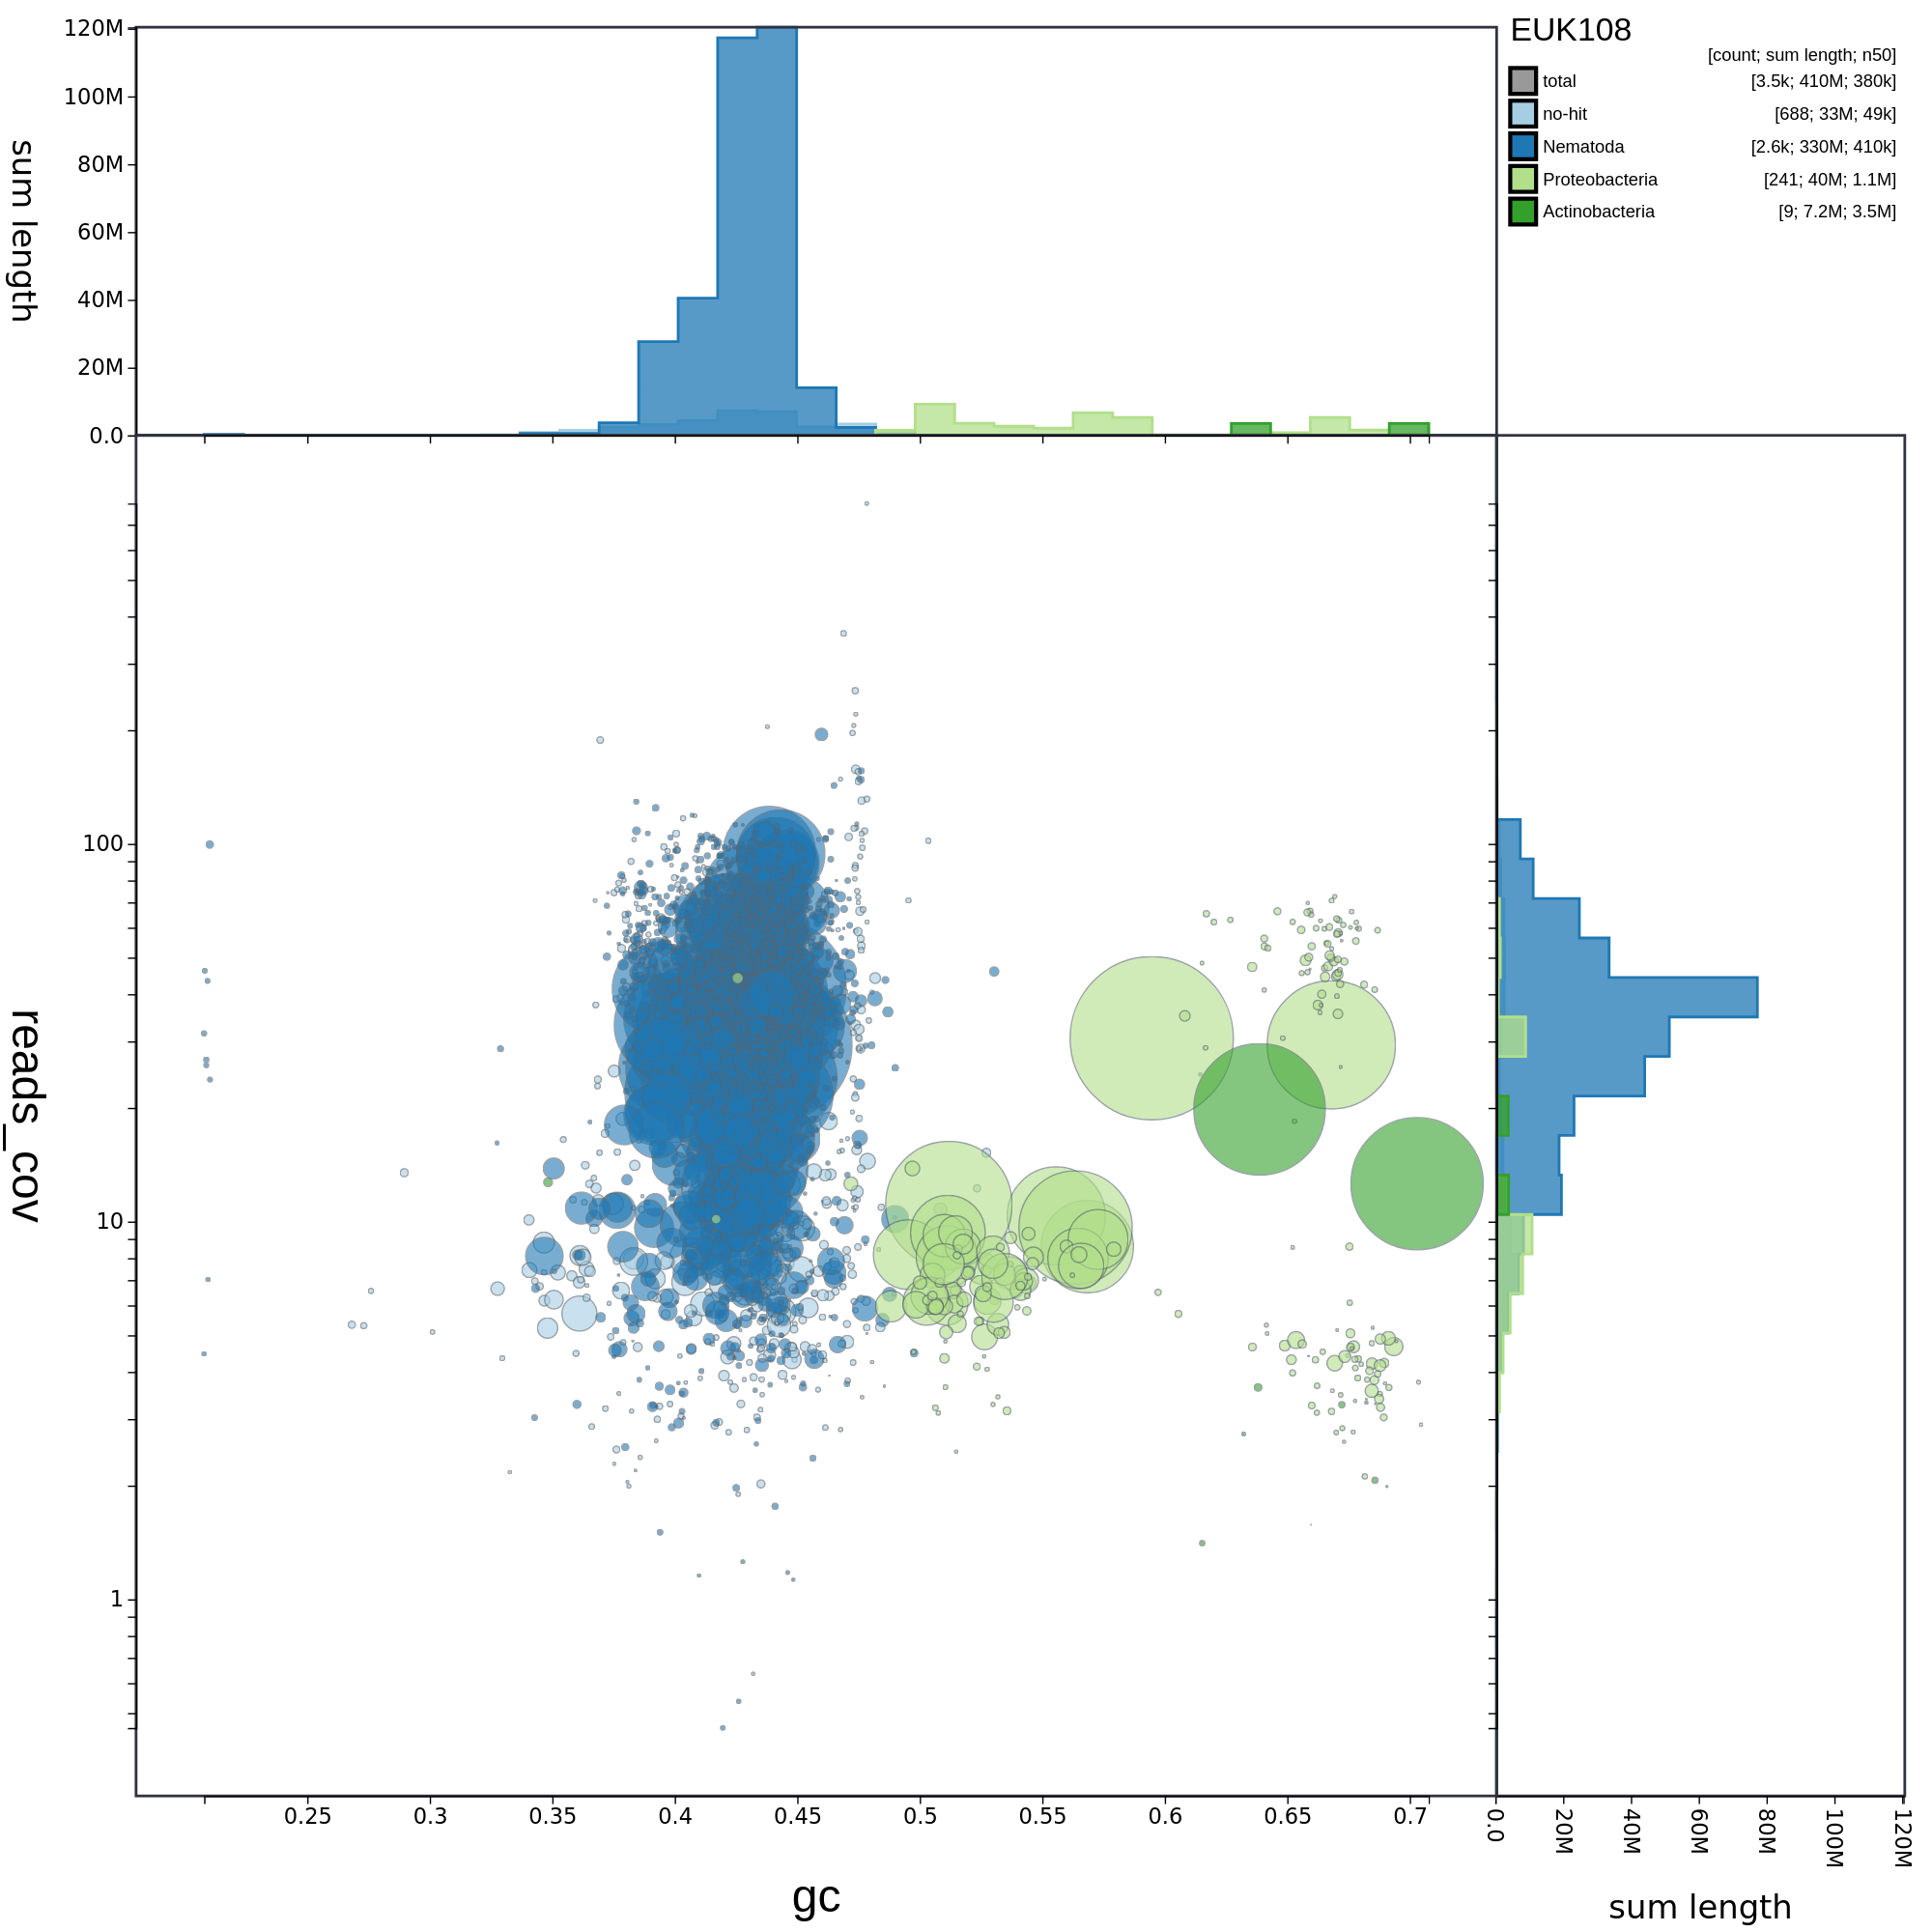 EUK108
[count; sum length; n50]
total [3.5k; 410M; 380k]
no-hit [688; 33M; 49k]
Nematoda [2.6k; 330M; 410k]
Proteobacteria [241; 40M; 1.1M]
Actinobacteria [9; 7.2M; 3.5M]
120M
100M
80M
60M
40M
20M
0.0
sum length
100
10
1
reads_cov
0.25 0.3 0.35 0.4 0.45 0.5 0.55 0.6 0.65 0.7
gc
0.0 20M 40M 60M 80M 100M 120M
sum length